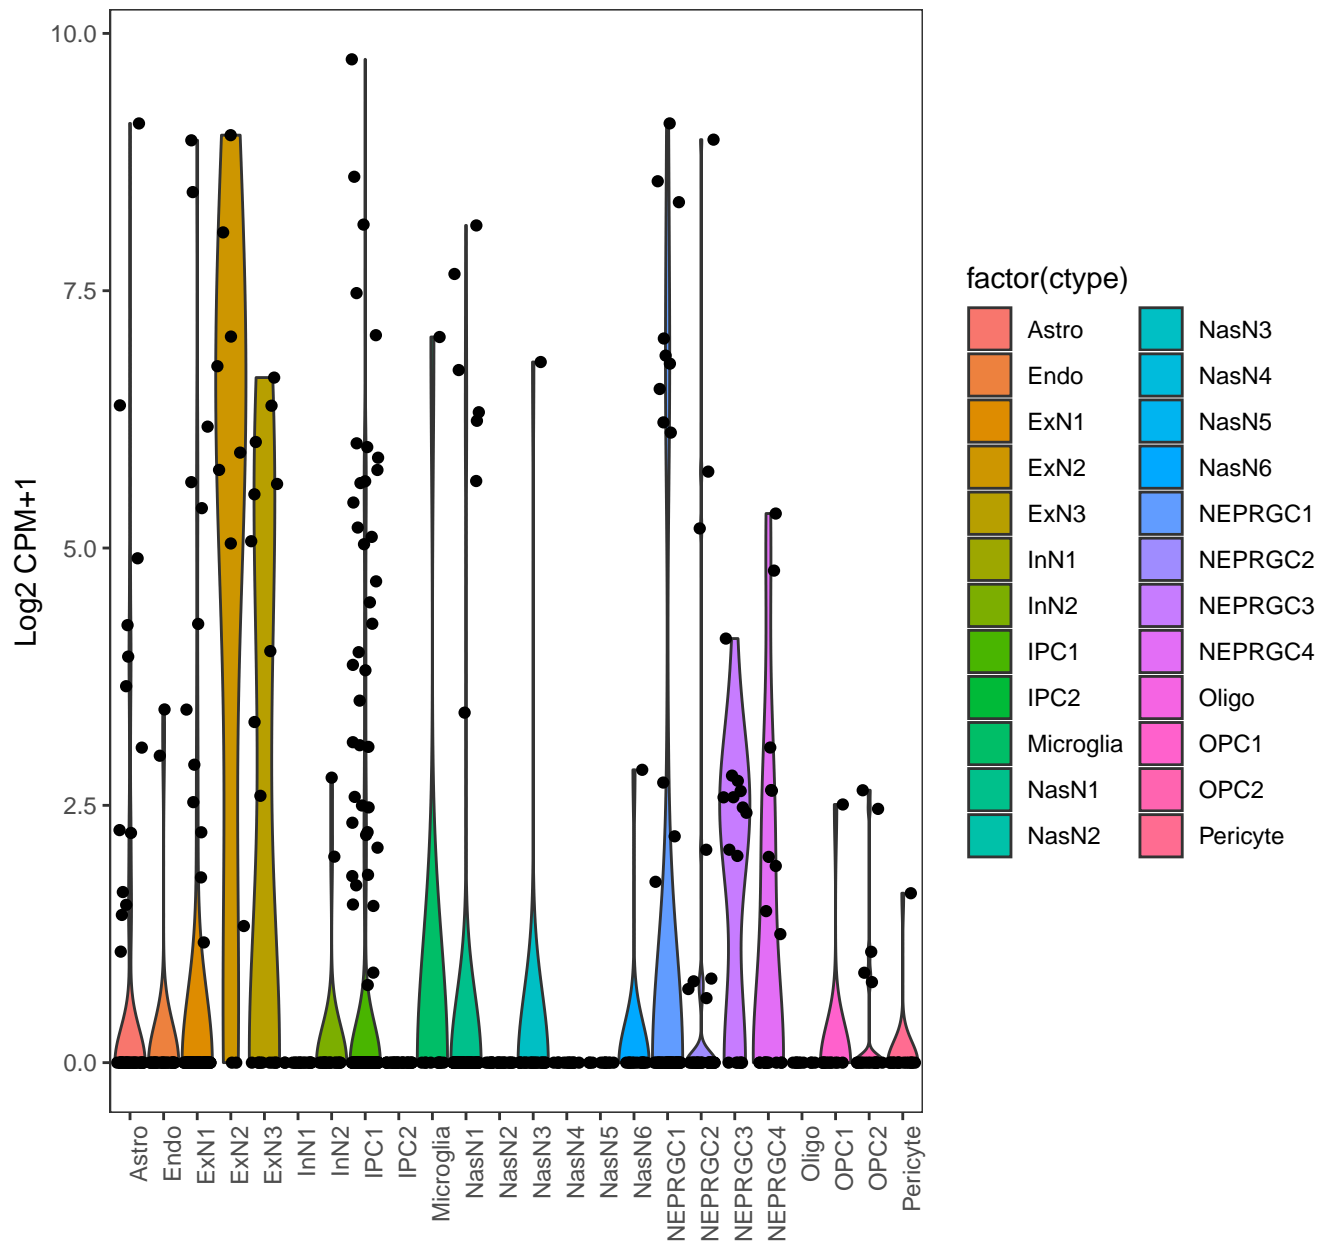 10.0
7.5
5.0
2.5
0.0
Log2 CPM+1
Astro
Endo
ExN1
ExN2
ExN3
InN1
InN2
IPC1
IPC2
Microglia
NasN1
NasN2
NasN3
NasN4
NasN5
NasN6
NEPRGC1
NEPRGC2
NEPRGC3
NEPRGC4
Oligo
OPC1
OPC2
Pericyte
factor(ctype)
Astro
Endo
ExN1
ExN2
ExN3
InN1
InN2
IPC1
IPC2
Microglia
NasN1
NasN2
NasN3
NasN4
NasN5
NasN6
NEPRGC1
NEPRGC2
NEPRGC3
NEPRGC4
Oligo
OPC1
OPC2
Pericyte